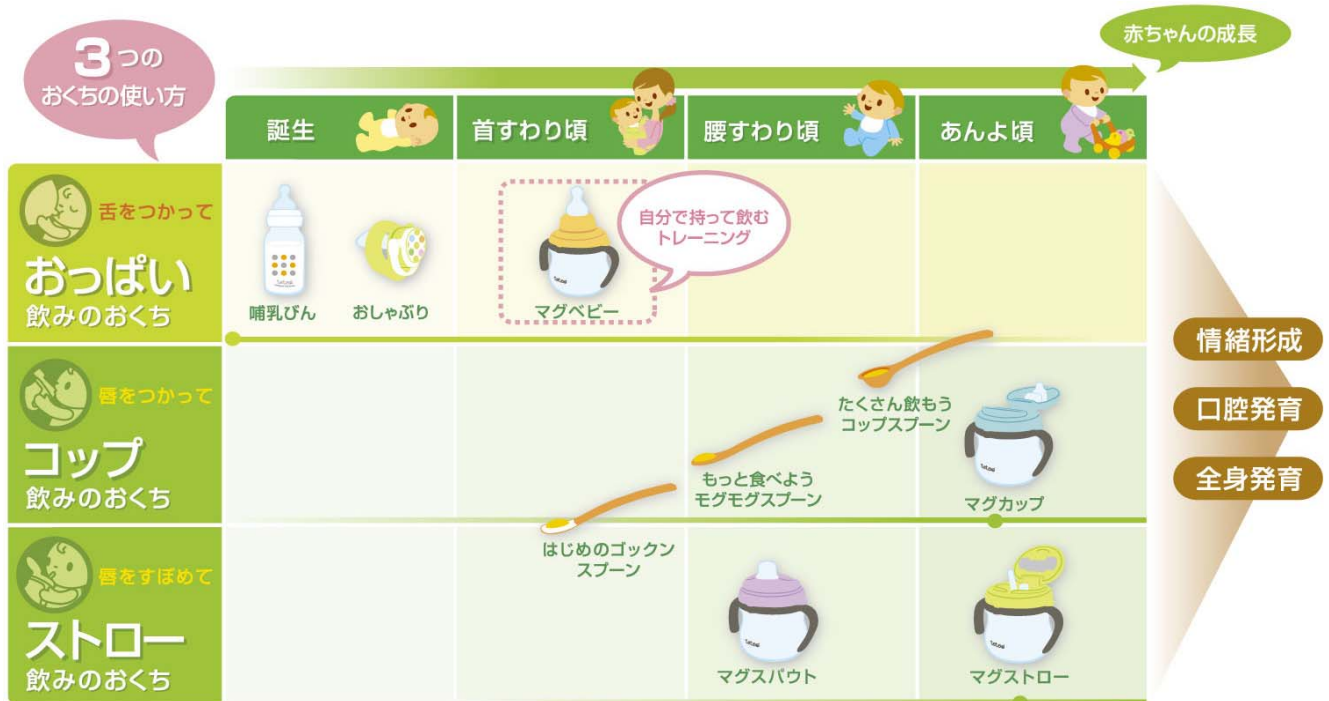 3つの
おくちの使い方
赤ちゃんの成長
誕生
首すわり頃
腰すわり頃
あんよ頃
舌をつかって
おっぱい
飲みのおくち
哺乳びん
おしゃぶり
マグベビー
自分で持って飲む
トレーニング
唇をつかって
コップ
飲みのおくち
はじめのゴックン
スプーン
もっと食べよう
モグモグスプーン
たくさん飲もう
コップスプーン
マグカップ
唇をすぼめて
ストロー
飲みのおくち
マグスパウト
マグストロー
情緒形成
口腔発育
全身発育